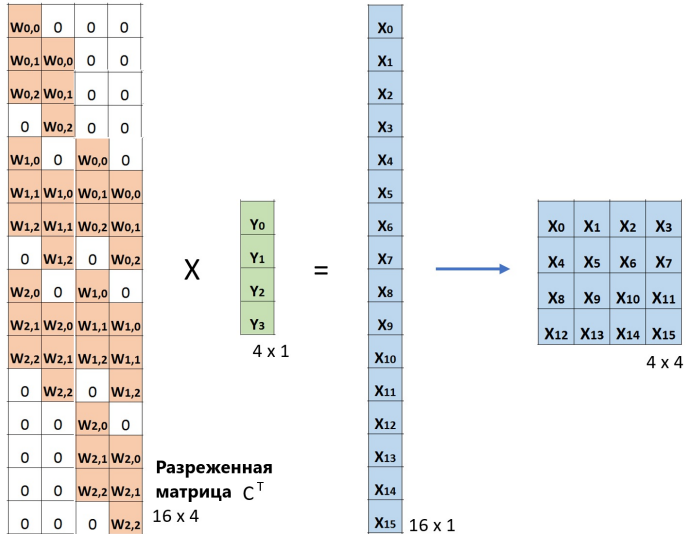 W0,0 0 0 0
W0,1 W0,0 0 0
W0,2 W0,1 0 0
0 W0,2 0 0
W1,0 0 W0,0 0
W1,1 W1,0 W0,1 W0,0
W1,2 W1,1 W0,2 W0,1
0 W1,2 0 W0,2
W2,0 0 W1,0 0
W2,1 W2,0 W1,1 W1,0
W2,2 W2,1 W1,2 W1,1
0 W2,2 0 W1,2
0 0 W2,0 0
0 0 W2,1 W2,0
0 0 W2,2 W2,1
0 0 0 W2,2
Разреженная
матрица C^T
16 x 4
X
Y0
Y1
Y2
Y3
4 x 1
=
X0
X1
X2
X3
X4
X5
X6
X7
X8
X9
X10
X11
X12
X13
X14
X15
16 x 1
X0 X1 X2 X3
X4 X5 X6 X7
X8 X9 X10 X11
X12 X13 X14 X15
4 x 4